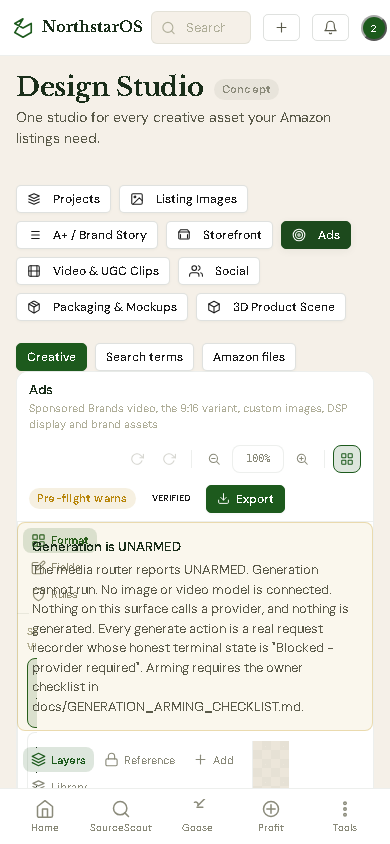 NorthstarOS
Search
2
Design Studio
Concept
One studio for every creative asset your Amazon
listings need.
Projects
Listing Images
A+ / Brand Story
Storefront
Ads
Video & UGC Clips
Social
Packaging & Mockups
3D Product Scene
Creative
Search terms
Amazon files
Ads
Sponsored Brands video, the 9:16 variant, custom images, DSP
display and brand assets
100%
Pre-flight warns
VERIFIED
Export
Format
Generation is UNARMED
Fields
The media router reports UNARMED. Generation
Rules
cannot run. No image or video model is connected.
Nothing on this surface calls a provider, and nothing is
generated. Every generate action is a real request
recorder whose honest terminal state is "Blocked -
provider required". Arming requires the owner
checklist in
docs/GENERATION_ARMING_CHECKLIST.md.
Layers
Reference
Add
Library
Home
SourceScout
Goose
Profit
Tools